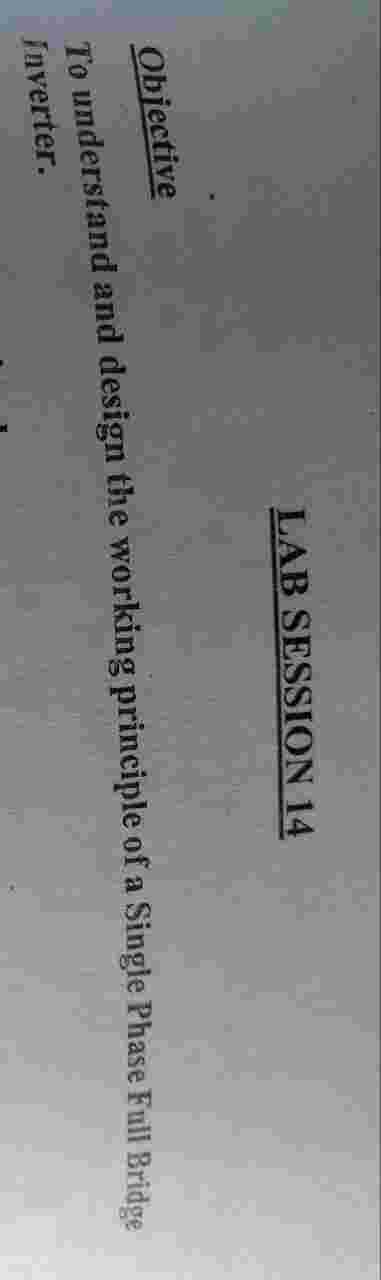 LAB SESSION 14
Objective
To understand and design the working principle of a Single Phase Full Bridge
Inverter.